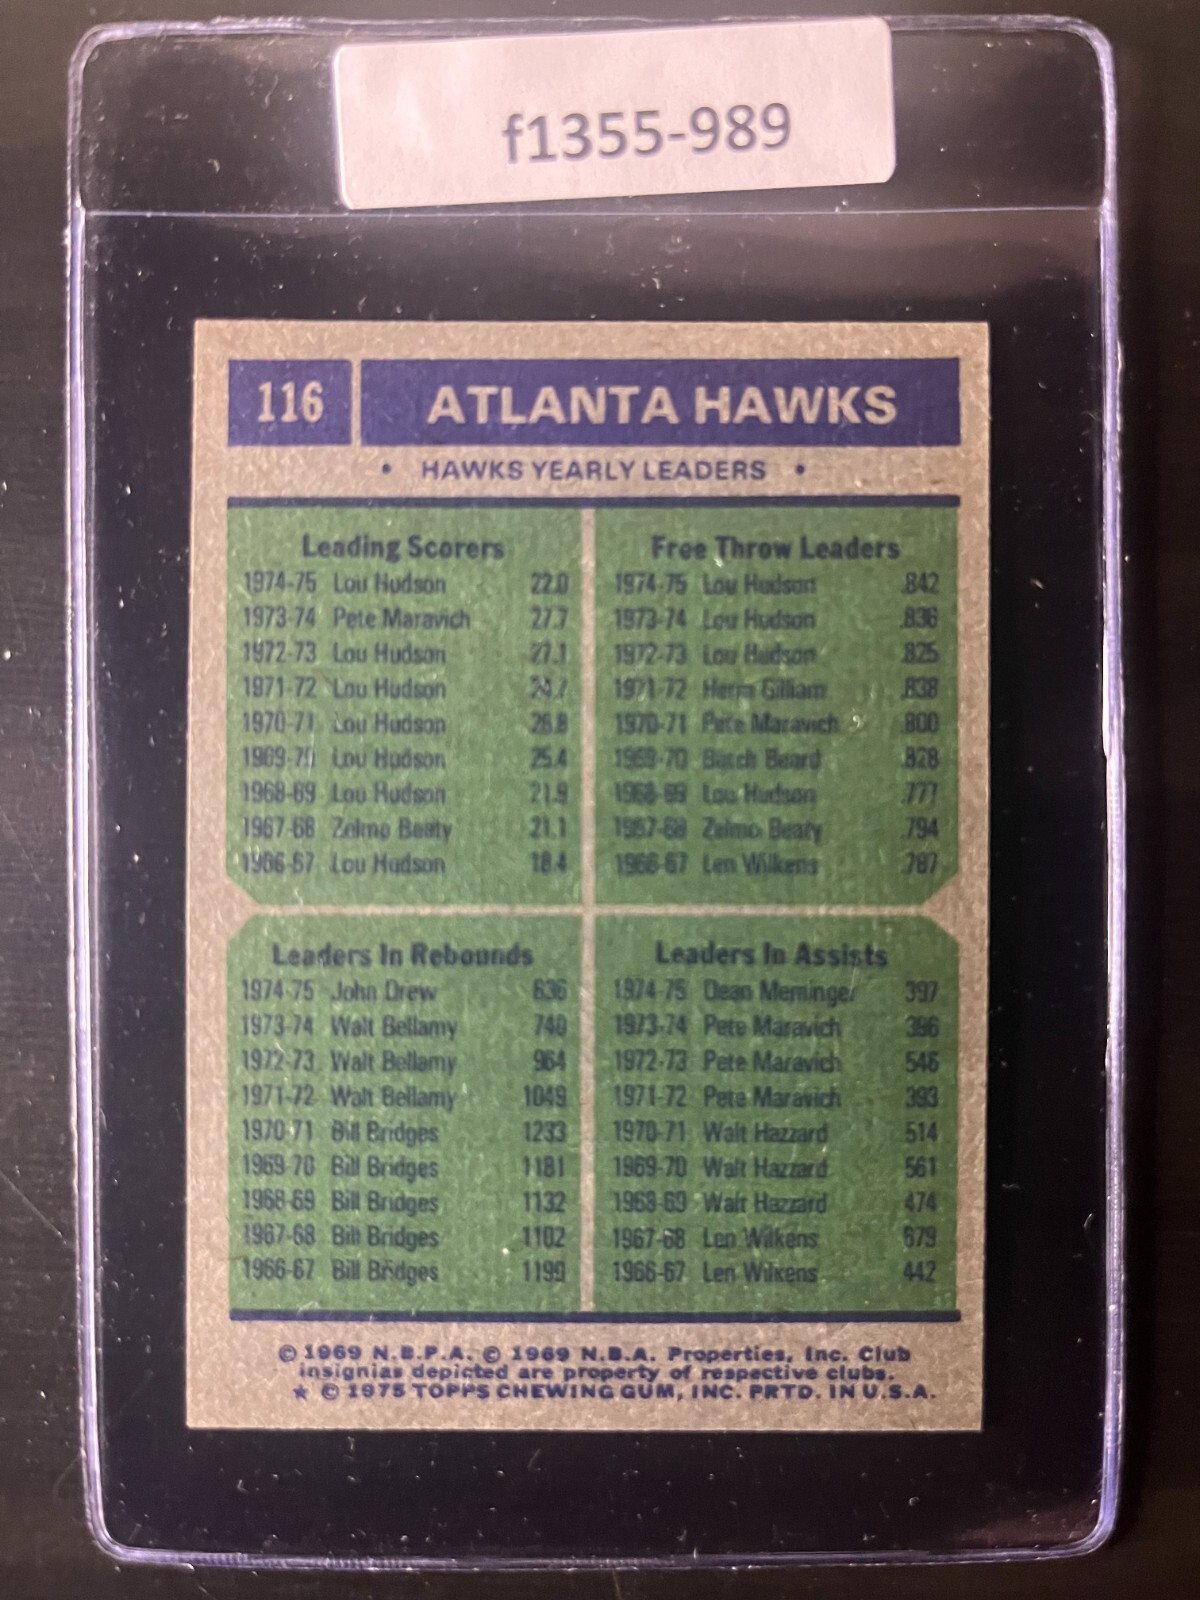 f1355-989
116 ATLANTA HAWKS
• HAWKS YEARLY LEADERS •
Leading Scorers
1974-75 Lou Hudson 22.0
1973-74 Pete Maravich 27.7
1972-73 Lou Hudson 27.1
1971-72 Lou Hudson 24.7
1970-71 Lou Hudson 26.8
1969-70 Lou Hudson 25.4
1968-69 Lou Hudson 21.9
1967-68 Zelmo Beaty 21.1
1966-67 Lou Hudson 18.4
Free Throw Leaders
1974-75 Lou Hudson .842
1973-74 Lou Hudson .836
1972-73 Lou Hudson .825
1971-72 Herm Gilliam .838
1970-71 Pete Maravich .800
1969-70 Butch Beard .828
1968-69 Lou Hudson .777
1967-68 Zelmo Beaty .794
1966-67 Len Wilkens .787
Leaders In Rebounds
1974-75 John Drew 836
1973-74 Walt Bellamy 740
1972-73 Walt Bellamy 964
1971-72 Walt Bellamy 1049
1970-71 Bill Bridges 1233
1969-70 Bill Bridges 1181
1968-69 Bill Bridges 1132
1967-68 Bill Bridges 1102
1966-67 Bill Bridges 1199
Leaders In Assists
1974-75 Dean Meminger 397
1973-74 Pete Maravich 396
1972-73 Pete Maravich 546
1971-72 Pete Maravich 393
1970-71 Walt Hazzard 514
1969-70 Walt Hazzard 561
1968-69 Walt Hazzard 474
1967-68 Len Wilkens 679
1966-67 Len Wilkens 442
© 1969 N.B.P.A. © 1969 N.B.A. Properties, Inc. Club
insignias depicted are property of respective clubs.
★ © 1975 TOPPS CHEWING GUM, INC. PRTD. IN U.S.A.